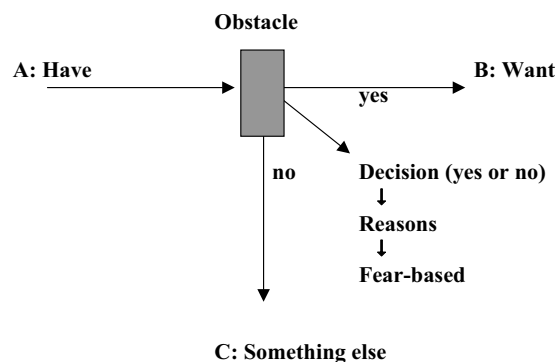 Obstacle
A: Have
B: Want
yes
no
Decision (yes or no)
Reasons
Fear-based
C: Something else